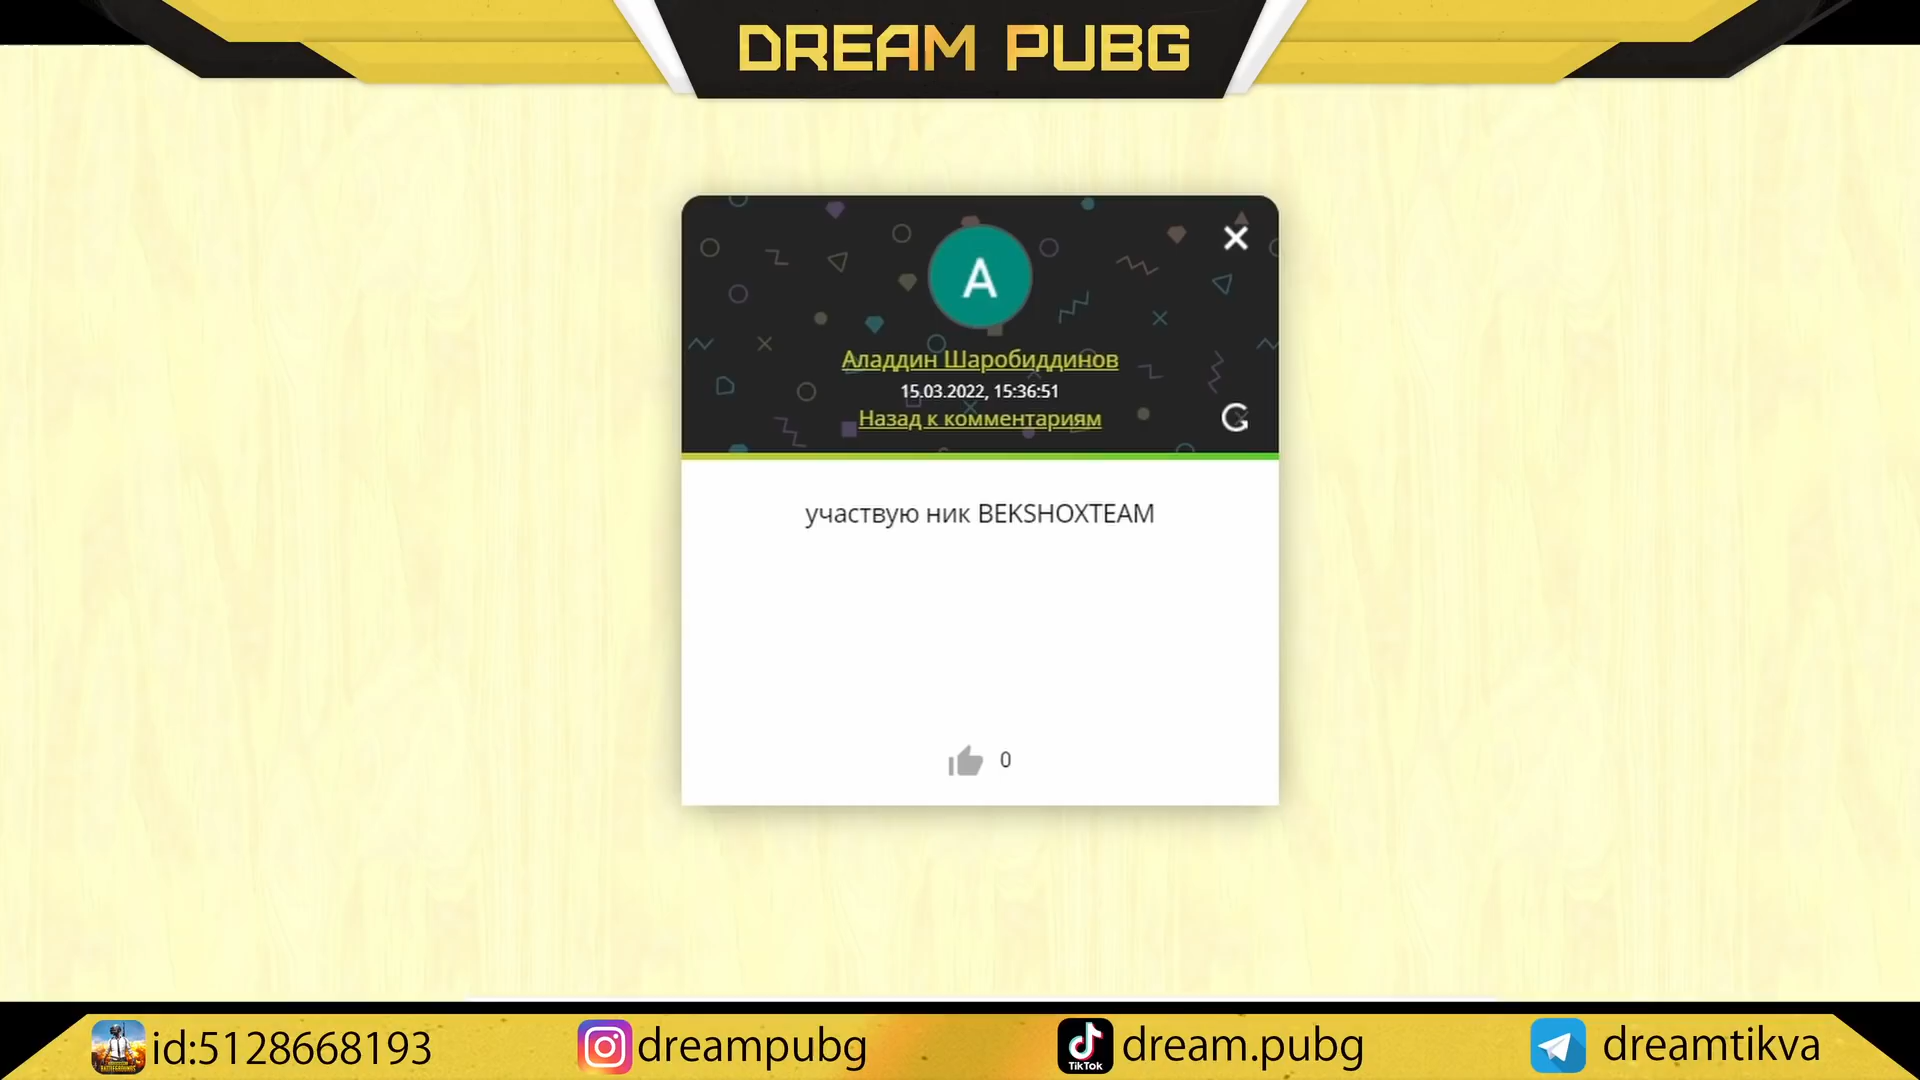 DREAM PUBG
A
Аладдин Шаробиддинов
15.03.2022, 15:36:51
Назад к комментариям
участвую ник BEKSHOXTEAM
0
id:5128668193
dreampubg
TikTok
dream.pubg
dreamtikva